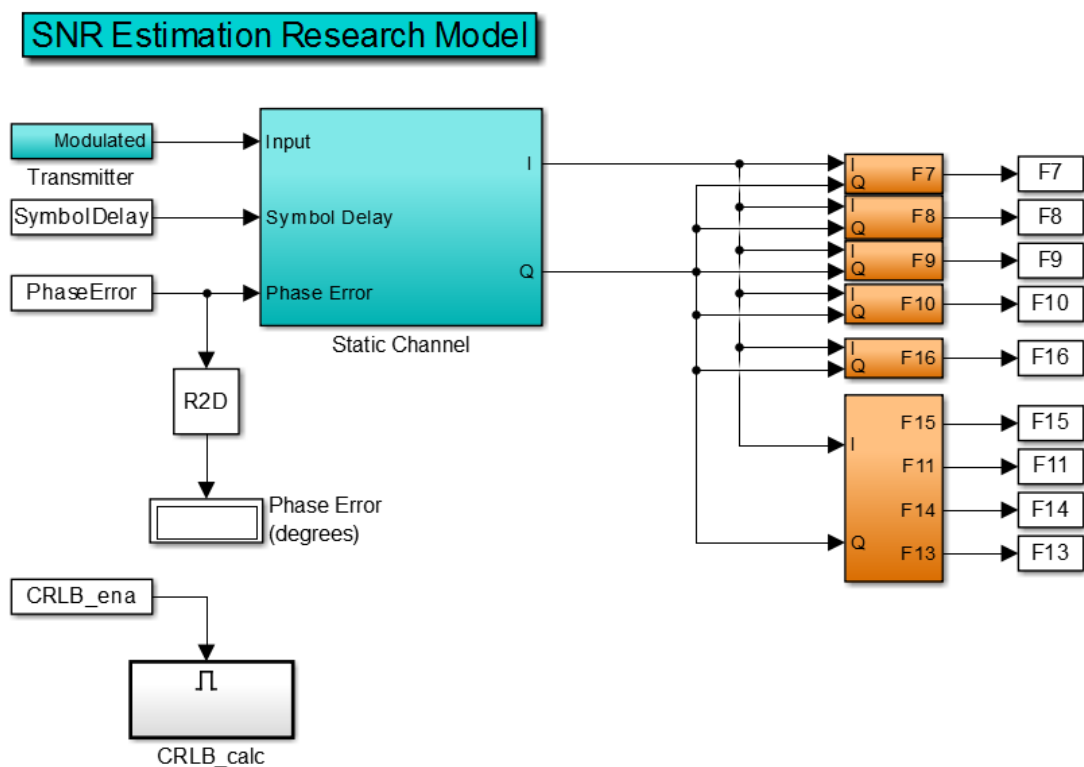 SNR Estimation Research Model
Modulated
Transmitter
SymbolDelay
PhaseError
Input
Symbol Delay
Phase Error
I
Q
Static Channel
R2D
Phase Error
(degrees)
CRLB_ena
CRLB_calc
I
Q
F7
F7
I
Q
F8
F8
I
Q
F9
F9
I
Q
F10
F10
I
Q
F16
F16
I
Q
F15
F11
F14
F13
F15
F11
F14
F13